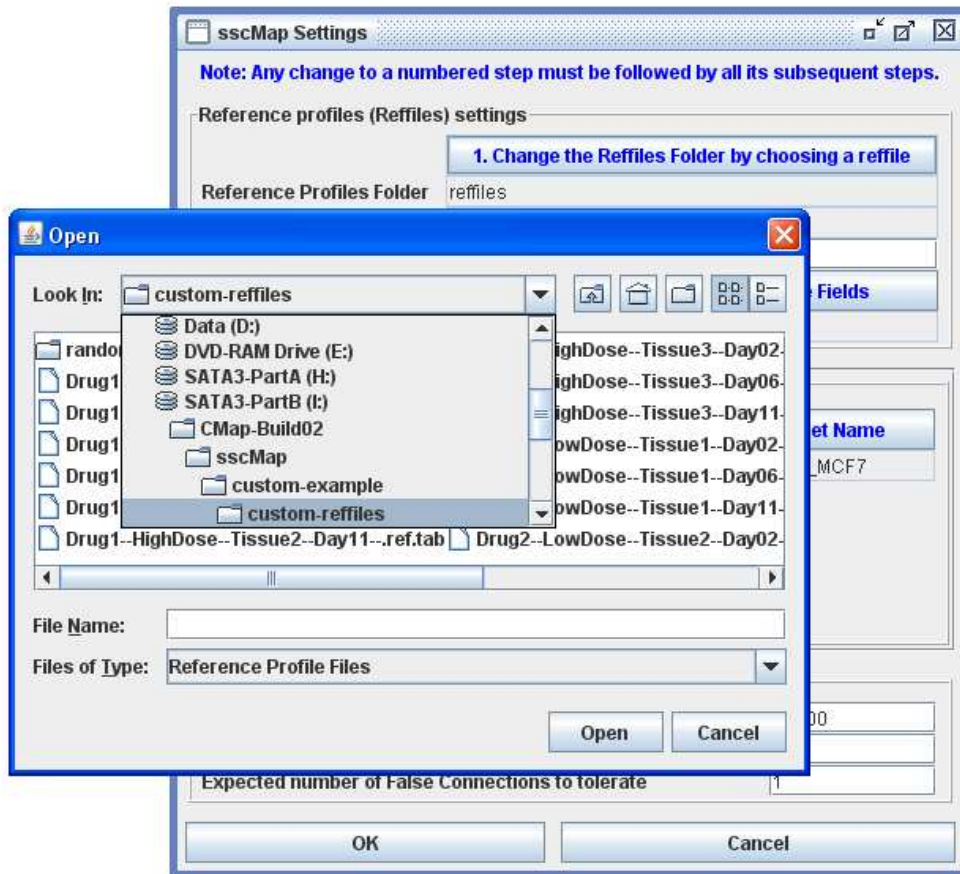 sscMap Settings
Note: Any change to a numbered step must be followed by all its subsequent steps.
Reference profiles (Reffiles) settings
1. Change the Reffiles Folder by choosing a reffile
Reference Profiles Folder reffiles
Open
Look In: custom-reffiles
Fields
Data (D:)
DVD-RAM Drive (E:)
SATA3-PartA (H:)
SATA3-PartB (I:)
CMap-Build02
sscMap
custom-example
custom-reffiles
Drug1
Drug1
Drug1
Drug1
Drug1
Drug1--HighDose--Tissue2--Day11--.ref.tab
ighDose--Tissue3--Day02-
ighDose--Tissue3--Day06-
ighDose--Tissue3--Day11-
owDose--Tissue1--Day02-
owDose--Tissue1--Day06-
owDose--Tissue1--Day11-
Drug2--LowDose--Tissue2--Day02-
et Name
_MCF7
File Name:
Files of Type: Reference Profile Files
Open Cancel
00
Expected number of False Connections to tolerate 1
OK Cancel